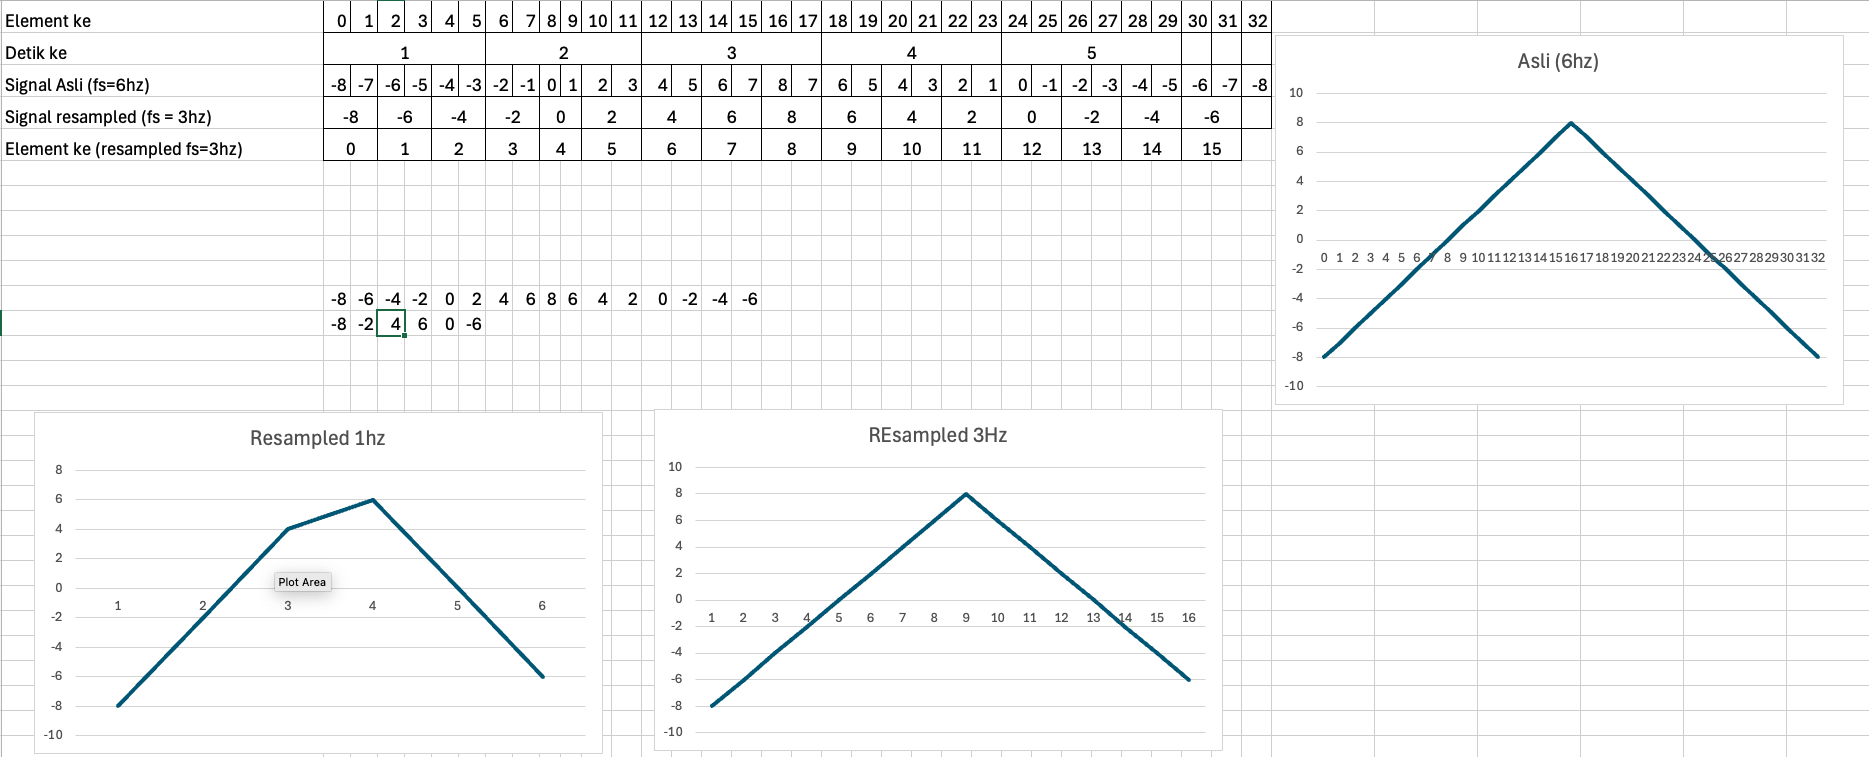 Element ke 0 1 2 3 4 5 6 7 8 9 10 11 12 13 14 15 16 17 18 19 20 21 22 23 24 25 26 27 28 29 30 31 32
Detik ke 1 2 3 4 5
Signal Asli (fs=6hz) -8 -7 -6 -5 -4 -3 -2 -1 0 1 2 3 4 5 6 7 8 7 6 5 4 3 2 1 0 -1 -2 -3 -4 -5 -6 -7 -8
Signal resampled (fs = 3hz) -8 -6 -4 -2 0 2 4 6 8 6 4 2 0 -2 -4 -6
Element ke (resampled fs=3hz) 0 1 2 3 4 5 6 7 8 9 10 11 12 13 14 15
-8 -6 -4 -2 0 2 4 6 8 6 4 2 0 -2 -4 -6
-8 -2 4 6 0 -6
Asli (6hz)
10
8
6
4
2
0
0 1 2 3 4 5 6 7 8 9 10 11 12 13 14 15 16 17 18 19 20 21 22 23 24 25 26 27 28 29 30 31 32
-2
-4
-6
-8
-10
Resampled 1hz
8
6
4
2
0
Plot Area
1 2 3 4 5 6
-2
-4
-6
-8
-10
REsampled 3Hz
10
8
6
4
2
0
1 2 3 4 5 6 7 8 9 10 11 12 13 14 15 16
-2
-4
-6
-8
-10